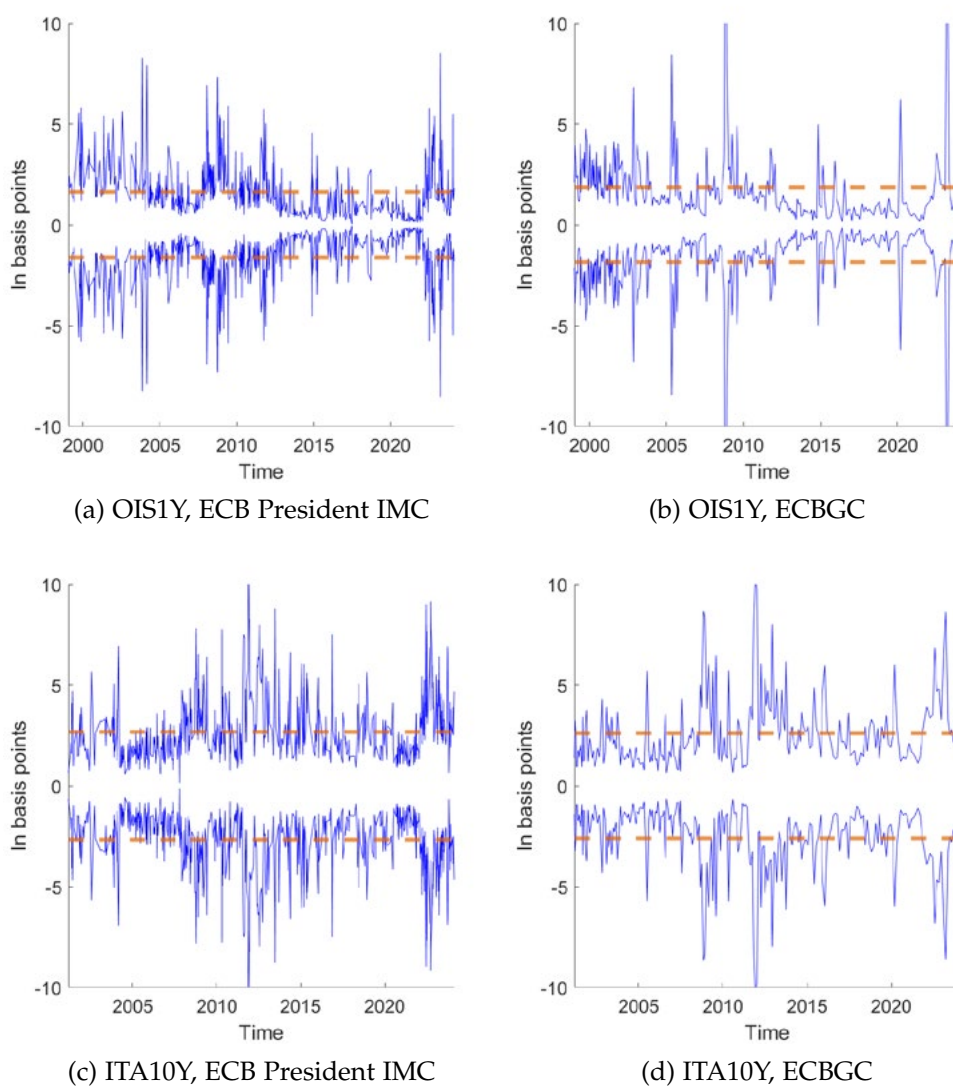 10
5
0
-5
-10
In basis points
2000 2005 2010 2015 2020
Time
(a) OIS1Y, ECB President IMC
10
5
0
-5
-10
In basis points
2000 2005 2010 2015 2020
Time
(b) OIS1Y, ECBGC
10
5
0
-5
-10
In basis points
2005 2010 2015 2020
Time
(c) ITA10Y, ECB President IMC
10
5
0
-5
-10
In basis points
2005 2010 2015 2020
Time
(d) ITA10Y, ECBGC